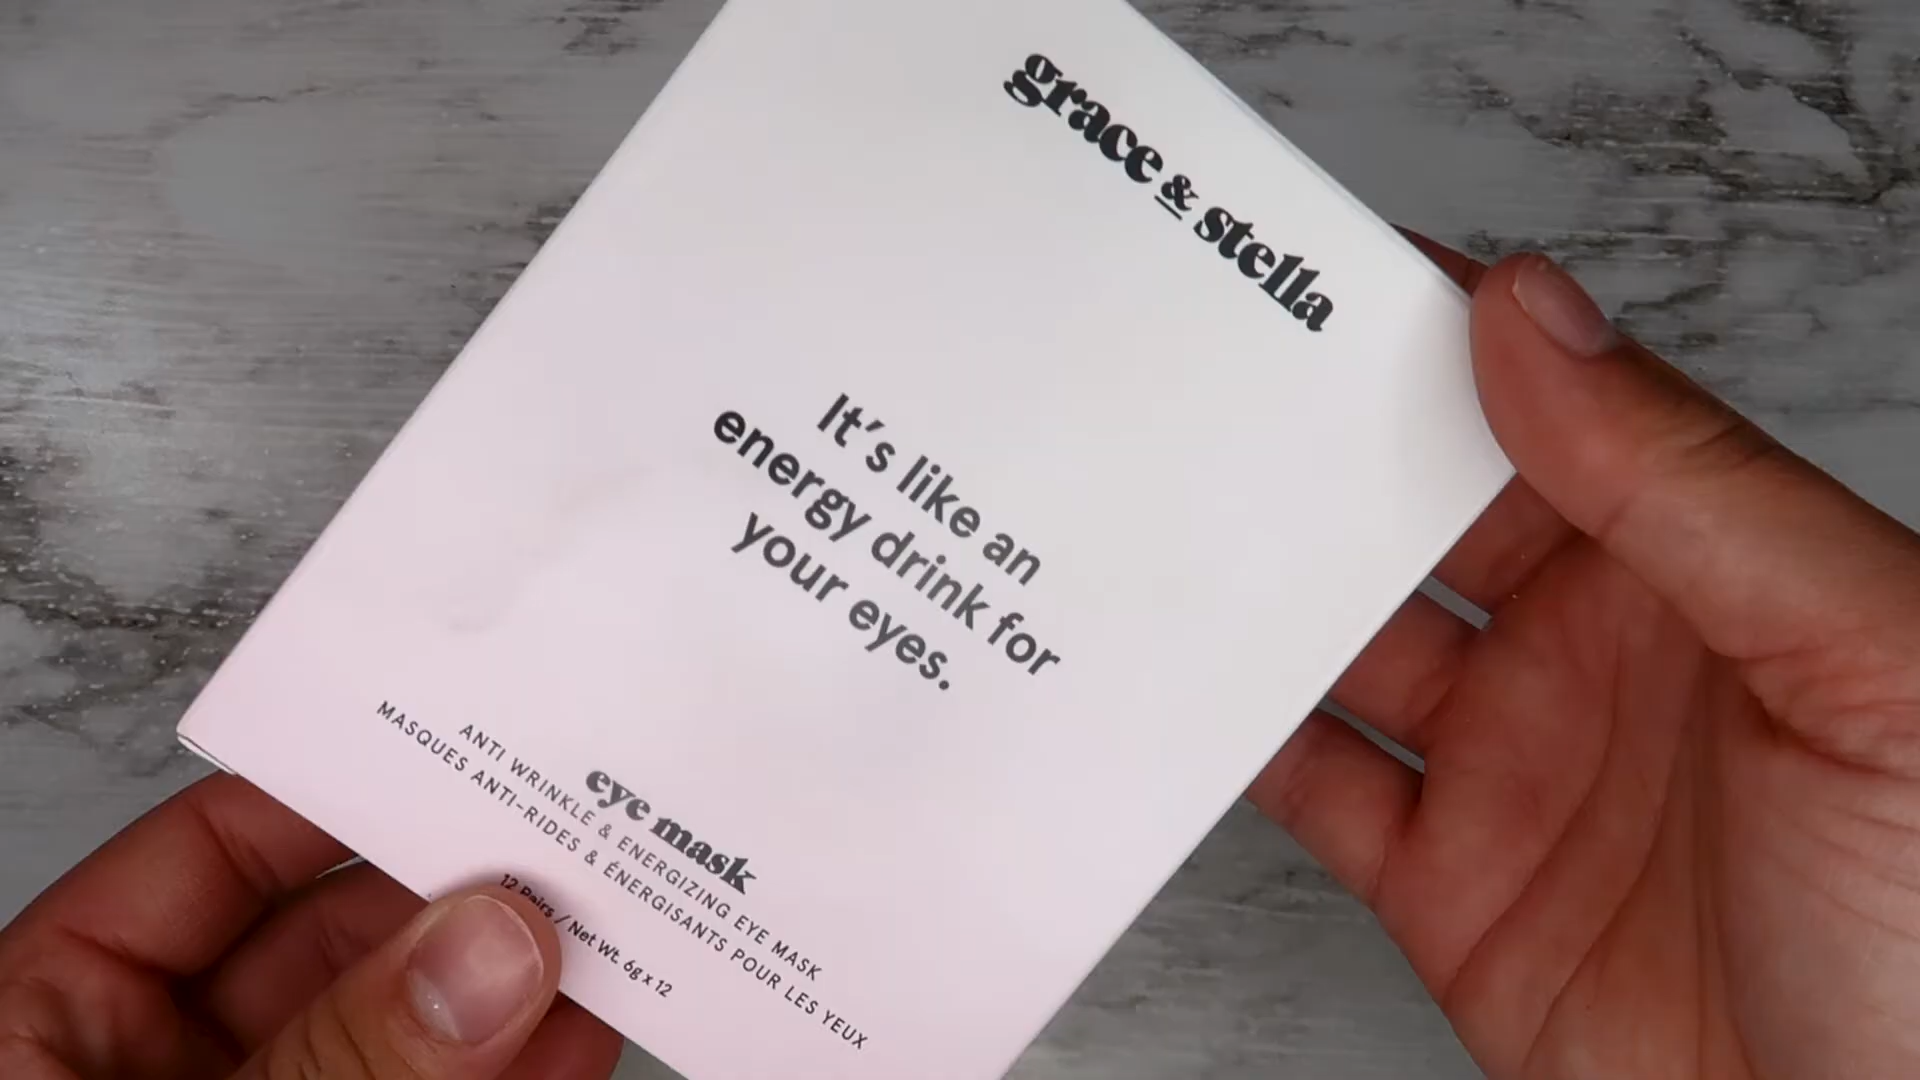 grace & stella
It's like an
energy drink for
your eyes.
eye mask
ANTI WRINKLE & ENERGIZING EYE MASK
MASQUES ANTI-RIDES & ÉNERGISANTS POUR LES YEUX
12 Pairs / Net Wt. 6g x 12